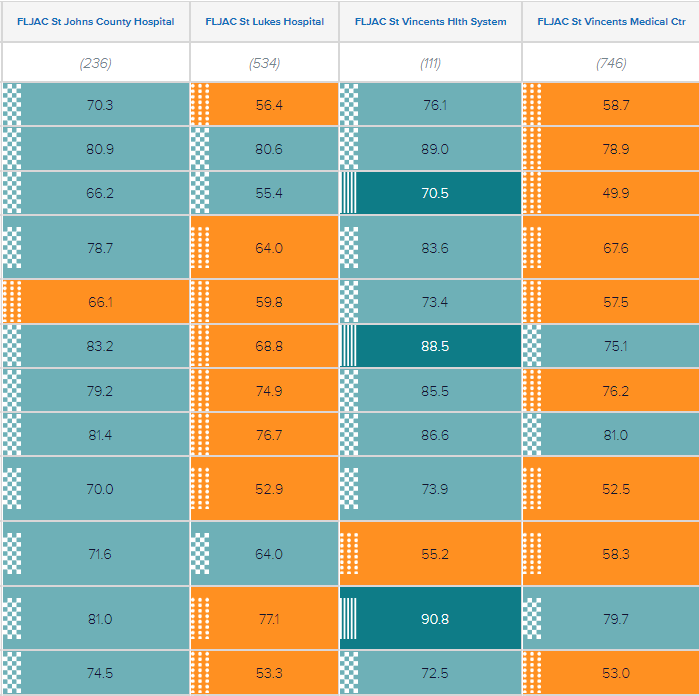 FLJAC St Johns County Hospital FLJAC St Lukes Hospital FLJAC St Vincents Hlth System FLJAC St Vincents Medical Ctr
(236) (534) (111) (746)
70.3 56.4 76.1 58.7
80.9 80.6 89.0 78.9
66.2 55.4 70.5 49.9
78.7 64.0 83.6 67.6
66.1 59.8 73.4 57.5
83.2 68.8 88.5 75.1
79.2 74.9 85.5 76.2
81.4 76.7 86.6 81.0
70.0 52.9 73.9 52.5
71.6 64.0 55.2 58.3
81.0 77.1 90.8 79.7
74.5 53.3 72.5 53.0